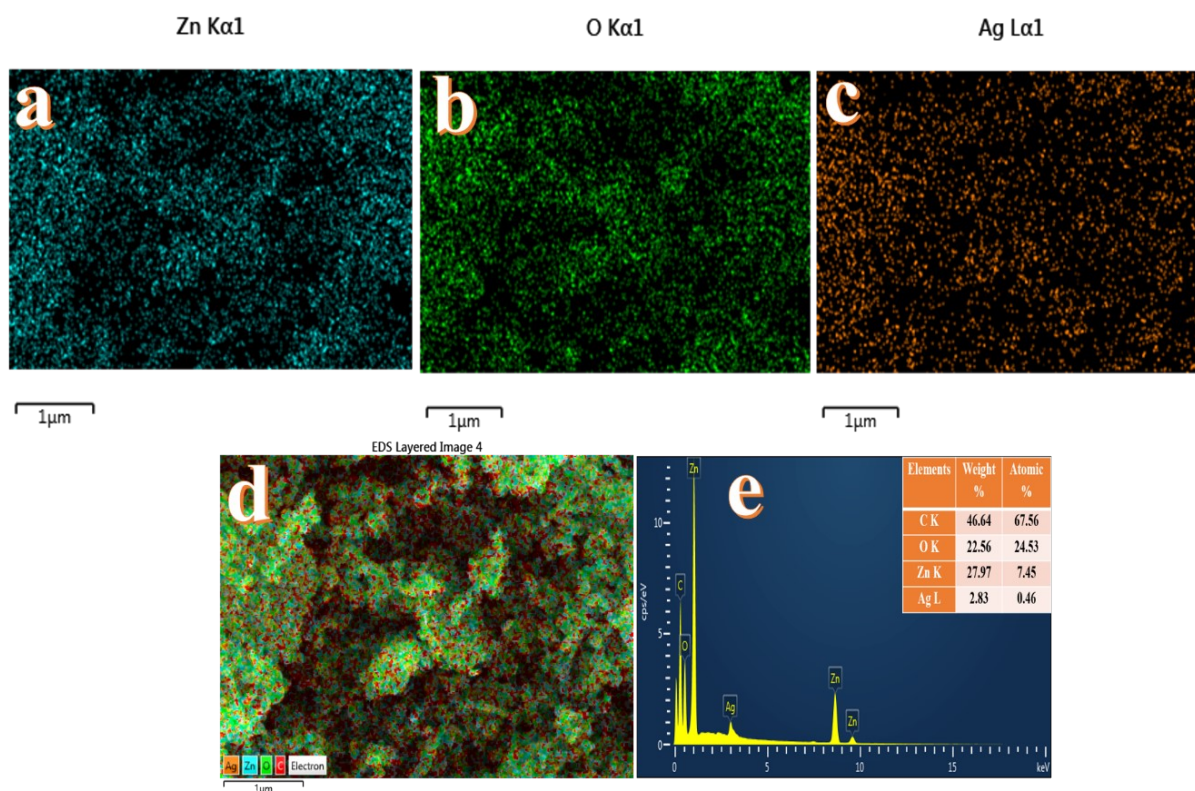 Zn Kα1
O Kα1
Ag Lα1
a
b
c
1μm
1μm
1μm
EDS Layered Image 4
d
Ag Zn O C Electron
1μm
e
cps/eV
10
5
0
Zn
C
O
Ag
Zn
Zn
0 5 10 15 keV
Elements Weight % Atomic %
C K 46.64 67.56
O K 22.56 24.53
Zn K 27.97 7.45
Ag L 2.83 0.46